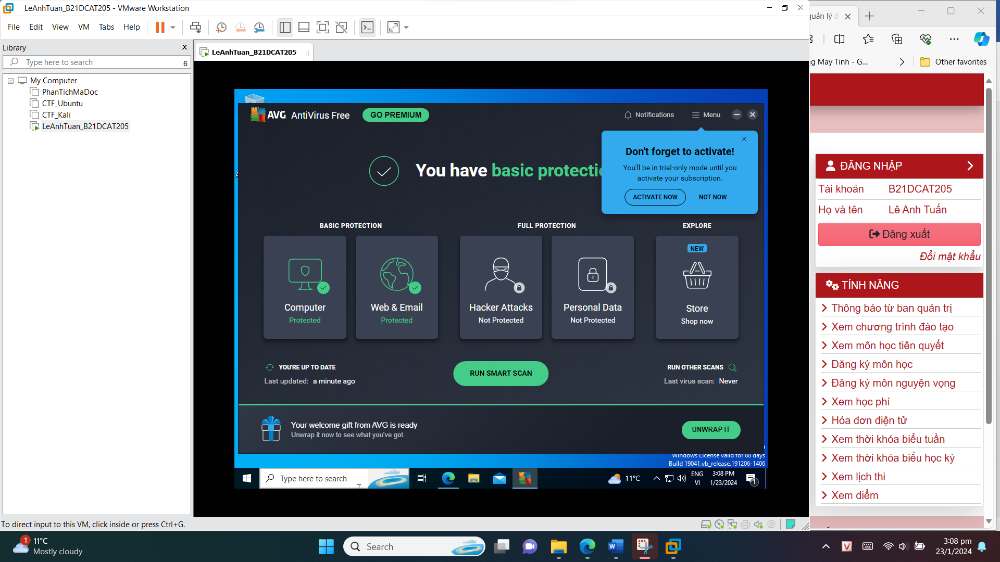 LeAnhTuan_B21DCAT205 - VMware Workstation
File Edit View VM Tabs Help
Library
Type here to search
6
My Computer
PhanTichMaDoc
CTF_Ubuntu
CTF_Kali
LeAnhTuan_B21DCAT205
LeAnhTuan_B21DCAT205
AVG AntiVirus Free
GO PREMIUM
Notifications
Menu
You have basic protectio
Don't forget to activate!
You'll be in trial-only mode until you
activate your subscription.
ACTIVATE NOW
NOT NOW
BASIC PROTECTION
FULL PROTECTION
EXPLORE
Computer
Protected
Web & Email
Protected
Hacker Attacks
Not Protected
Personal Data
Not Protected
NEW
Store
Shop now
YOU'RE UP TO DATE
Last updated: a minute ago
RUN SMART SCAN
RUN OTHER SCANS
Last virus scan: Never
Your welcome gift from AVG is ready
Unwrap it now to see what you've got.
UNWRAP IT
Windows License valid for 88 days
Build 19041.vb_release.191206-1406
Type here to search
11°C
ENG
VI
3:08 PM
1/23/2024
1
To direct input to this VM, click inside or press Ctrl+G.
quản lý đ
ng May Tinh - G...
Other favorites
ĐĂNG NHẬP
Tài khoản B21DCAT205
Họ và tên Lê Anh Tuấn
Đăng xuất
Đổi mật khẩu
TÍNH NĂNG
Thông báo từ ban quản trị
Xem chương trình đào tạo
Xem môn học tiên quyết
Đăng ký môn học
Đăng ký môn nguyện vọng
Xem học phí
Hóa đơn điện tử
Xem thời khóa biểu tuần
Xem thời khóa biểu học kỳ
Xem lịch thi
Xem điểm
1
11°C
Mostly cloudy
Search
3:08 pm
23/1/2024